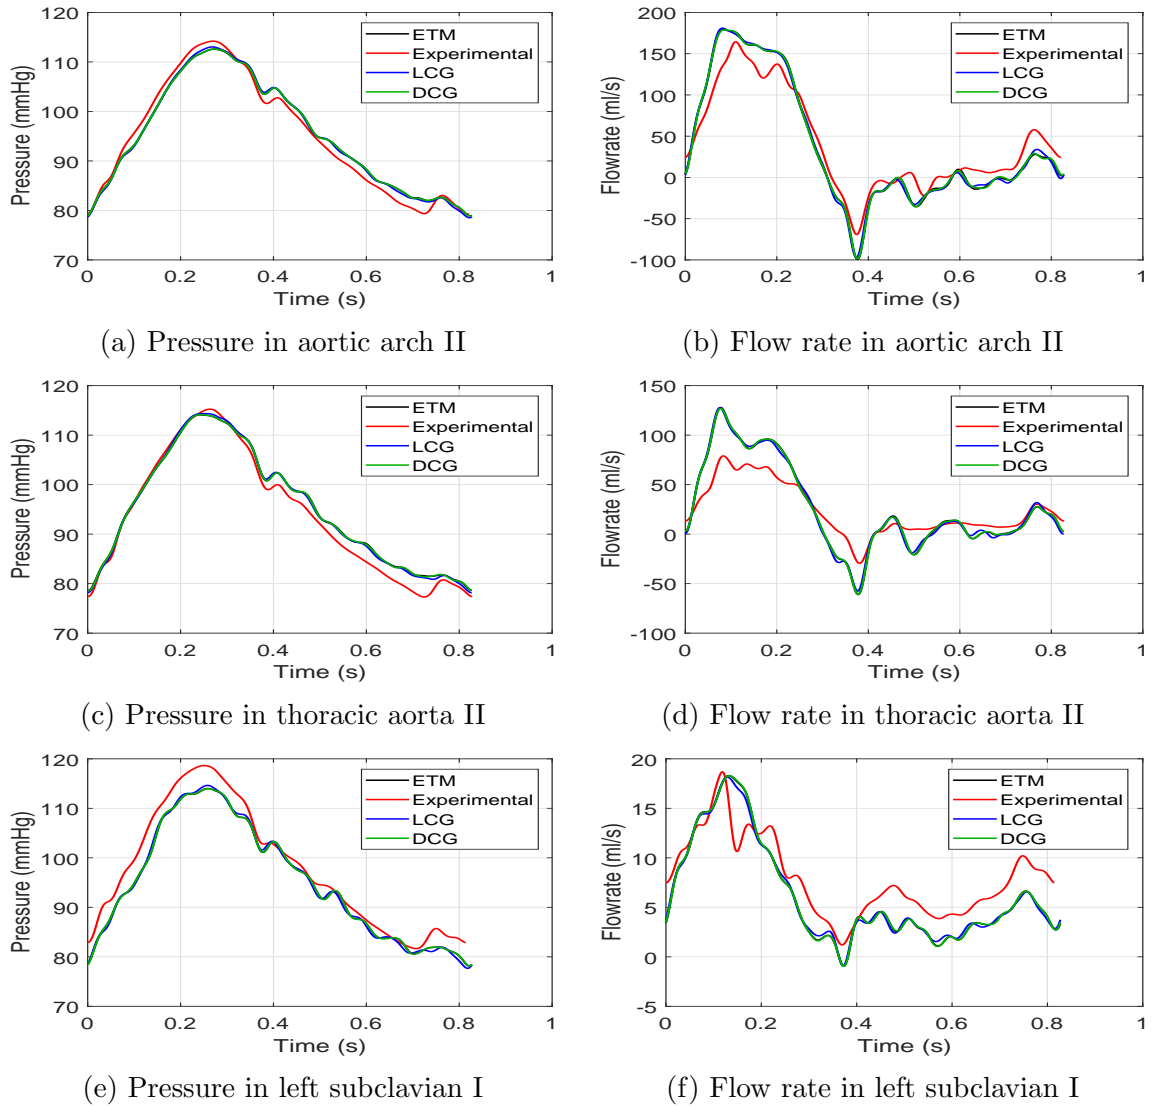 120
110
100
90
80
70
Pressure (mmHg)
0 0.2 0.4 0.6 0.8 1
Time (s)
ETM
Experimental
LCG
DCG
(a) Pressure in aortic arch II
200
150
100
50
0
-50
-100
Flowrate (ml/s)
0 0.2 0.4 0.6 0.8 1
Time (s)
ETM
Experimental
LCG
DCG
(b) Flow rate in aortic arch II
120
110
100
90
80
70
Pressure (mmHg)
0 0.2 0.4 0.6 0.8 1
Time (s)
ETM
Experimental
LCG
DCG
(c) Pressure in thoracic aorta II
150
100
50
0
-50
-100
Flowrate (ml/s)
0 0.2 0.4 0.6 0.8 1
Time (s)
ETM
Experimental
LCG
DCG
(d) Flow rate in thoracic aorta II
120
110
100
90
80
70
Pressure (mmHg)
0 0.2 0.4 0.6 0.8 1
Time (s)
ETM
Experimental
LCG
DCG
(e) Pressure in left subclavian I
20
15
10
5
0
-5
Flowrate (ml/s)
0 0.2 0.4 0.6 0.8 1
Time (s)
ETM
Experimental
LCG
DCG
(f) Flow rate in left subclavian I